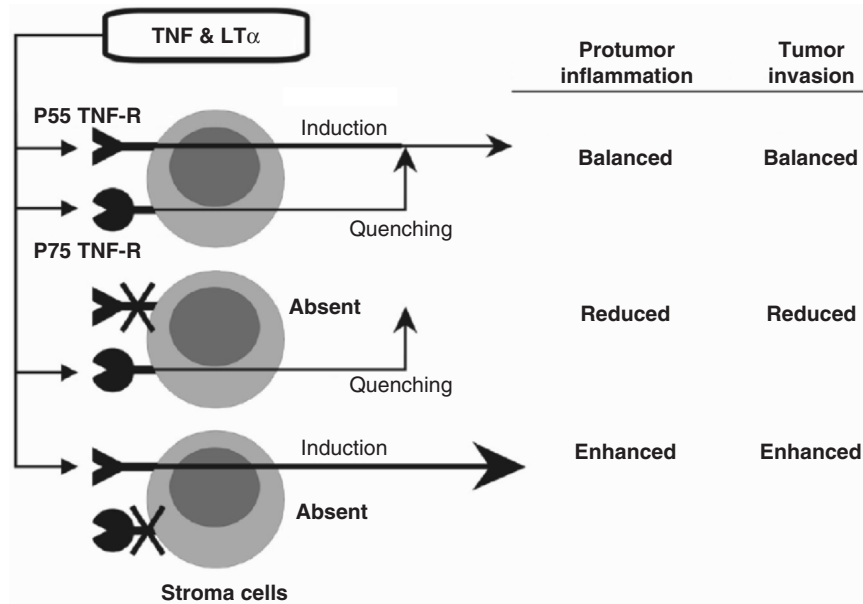 TNF & LTα
Protumor
inflammation
Tumor
invasion
P55 TNF-R
Induction
Balanced
Balanced
Quenching
P75 TNF-R
Absent
Reduced
Reduced
Quenching
Induction
Enhanced
Enhanced
Absent
Stroma cells